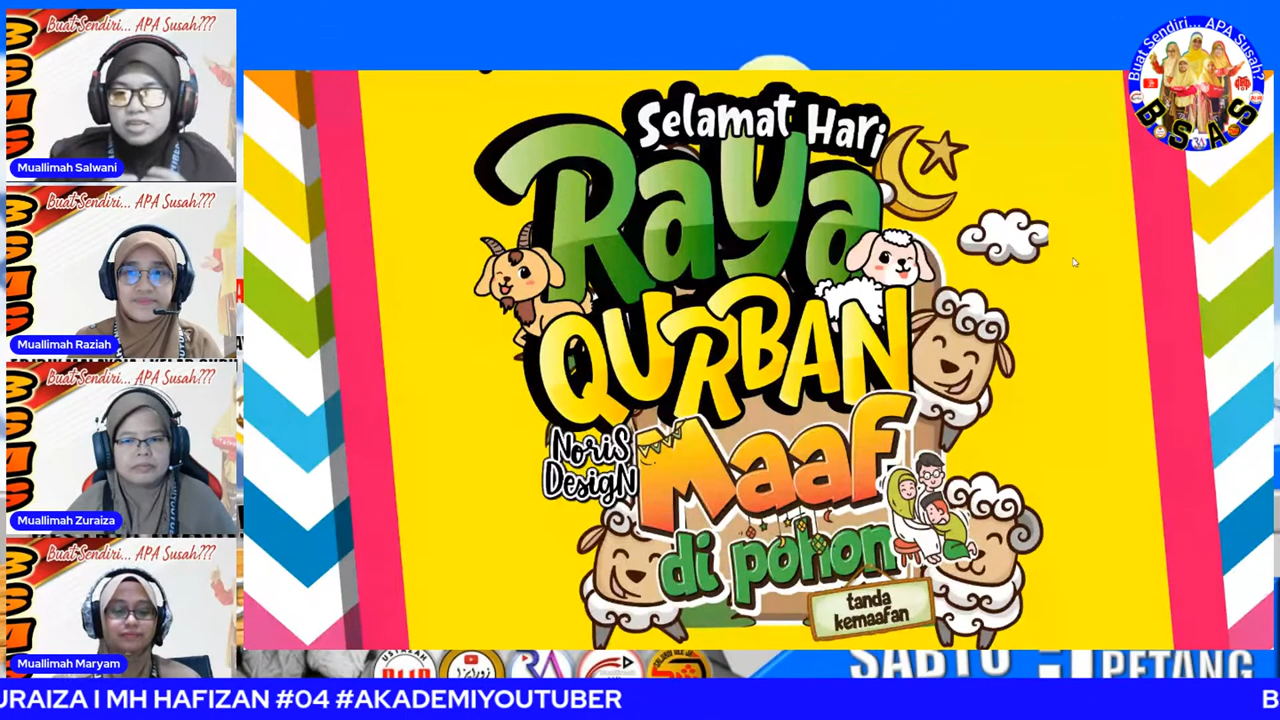 Buat Sendiri... APA Susah???
Muallimah Salwani
Buat Sendiri... APA Susah???
Muallimah Raziah
Buat Sendiri... APA Susah???
Muallimah Zuraiza
Buat Sendiri... APA Susah???
Muallimah Maryam
Selamat Hari
Raya
QURBAN
NoriS
DesigN
Maaf
di pohon
tanda
kemaafan
Buat Sendiri... APA Susah?
BSAS
SABTU
PETANG
URAIZA I MH HAFIZAN #04 #AKADEMIYOUTUBER
B